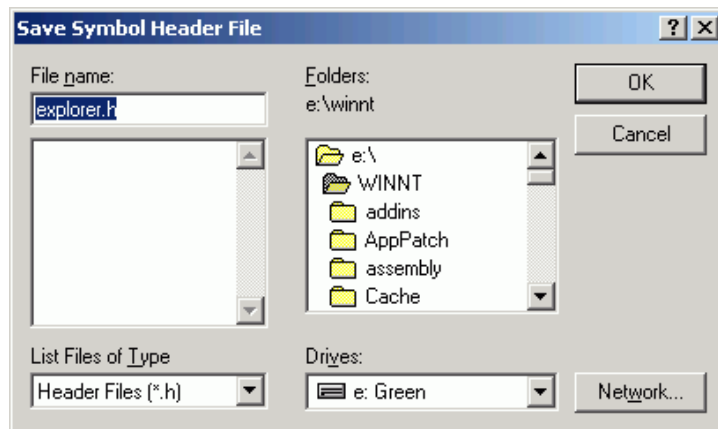 Save Symbol Header File
File name:
explorer.h
List Files of Type
Header Files (*.h)
Folders:
e:\winnt
e:\
WINNT
addins
AppPatch
assembly
Cache
Drives:
e: Green
OK
Cancel
Network...